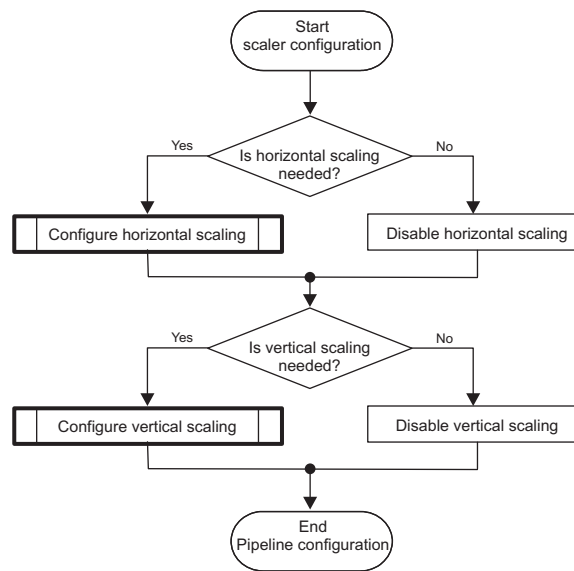 Start
scaler configuration
Is horizontal scaling
needed?
Yes
No
Configure horizontal scaling
Disable horizontal scaling
Is vertical scaling
needed?
Yes
No
Configure vertical scaling
Disable vertical scaling
End
Pipeline configuration